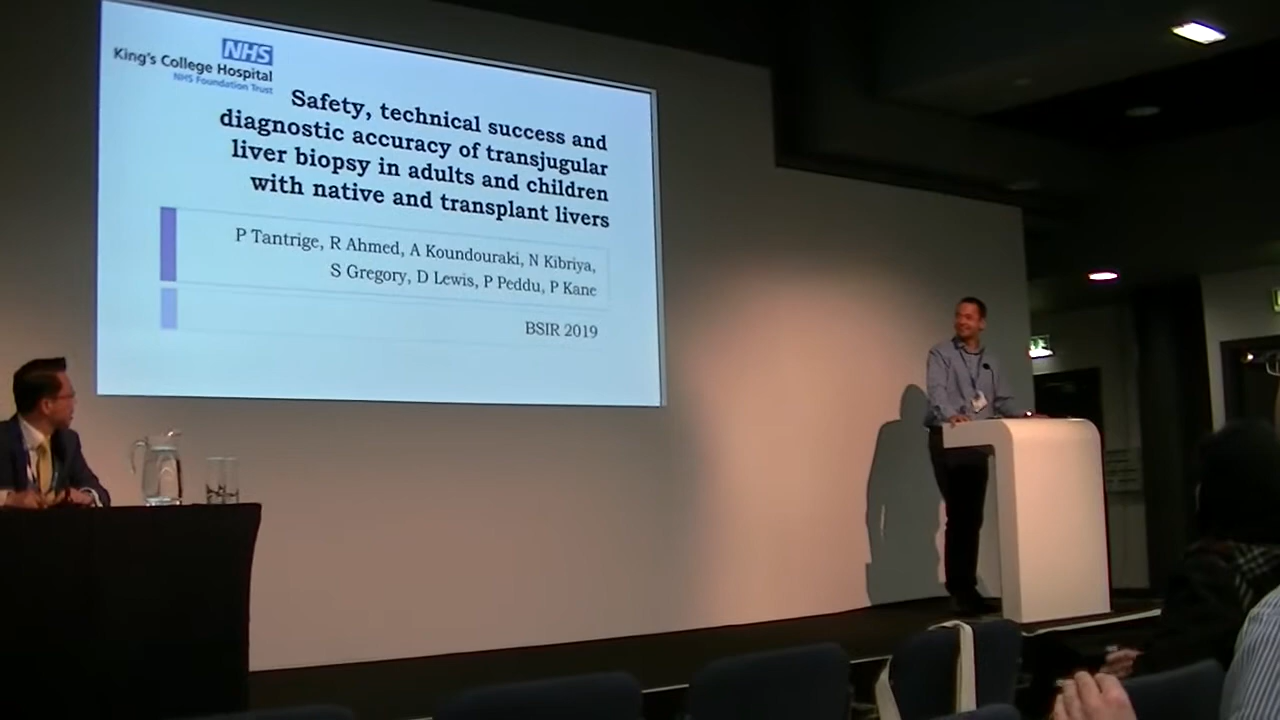 NHS
King's College Hospital
NHS Foundation Trust
Safety, technical success and
diagnostic accuracy of transjugular
liver biopsy in adults and children
with native and transplant livers
P Tantrige, R Ahmed, A Koundouraki, N Kibriya,
S Gregory, D Lewis, P Peddu, P Kane
BSIR 2019